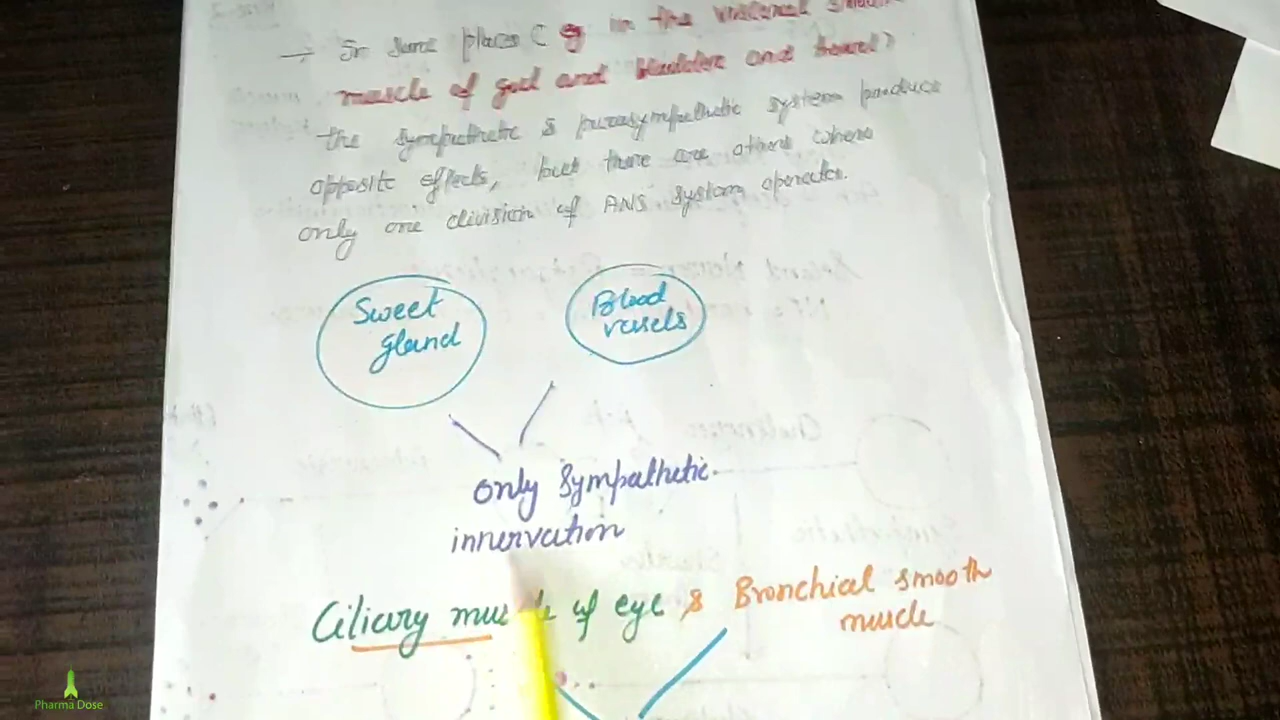 → In some places ( eg in the visceral smooth
muscle of gut and bladder and bowel)
the sympathetic & parasympathetic system produce
opposite effects, but there are others where
only one division of ANS system operates.
Sweet
gland
Blood
vessels
only sympathetic
innervation
Ciliary mus of eye & Bronchial smooth
muscle
Pharma Dose